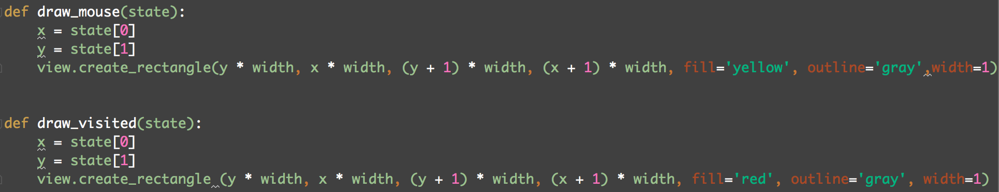 def draw_mouse(state):
    x = state[0]
    y = state[1]
    view.create_rectangle(y * width, x * width, (y + 1) * width, (x + 1) * width, fill='yellow', outline='gray',width=1)
def draw_visited(state):
    x = state[0]
    y = state[1]
    view.create_rectangle (y * width, x * width, (y + 1) * width, (x + 1) * width, fill='red', outline='gray', width=1)